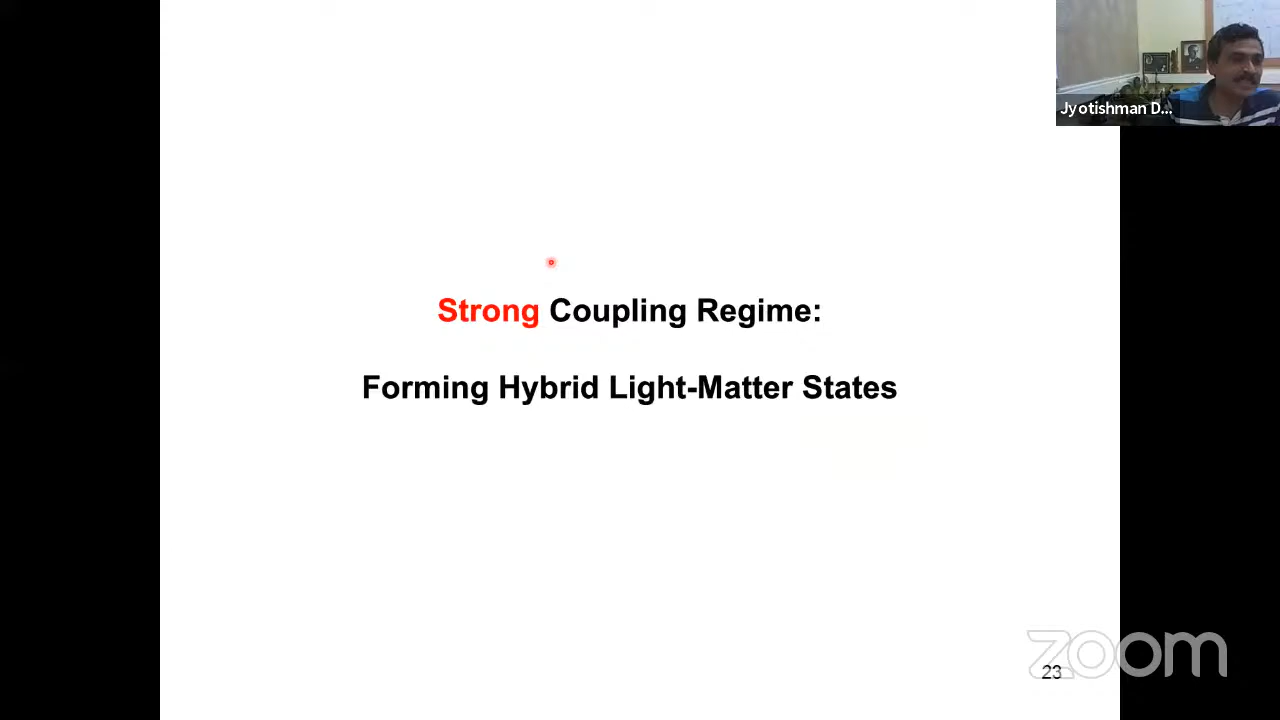 Jyotishman D...
Strong Coupling Regime:
Forming Hybrid Light-Matter States
zoom
23